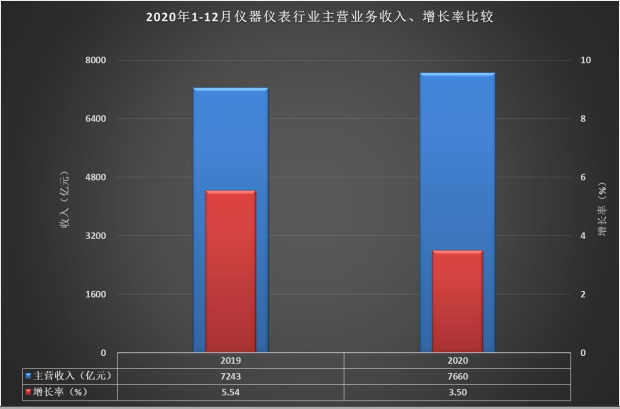 2020年1-12月仪器仪表行业主营业务收入、增长率比较
8000 10
6400 8
4800 6
3200 4
1600 2
0 0
收入（亿元）
增长率（%）
2019 2020
主营收入（亿元） 7243 7660
增长率（%） 5.54 3.50